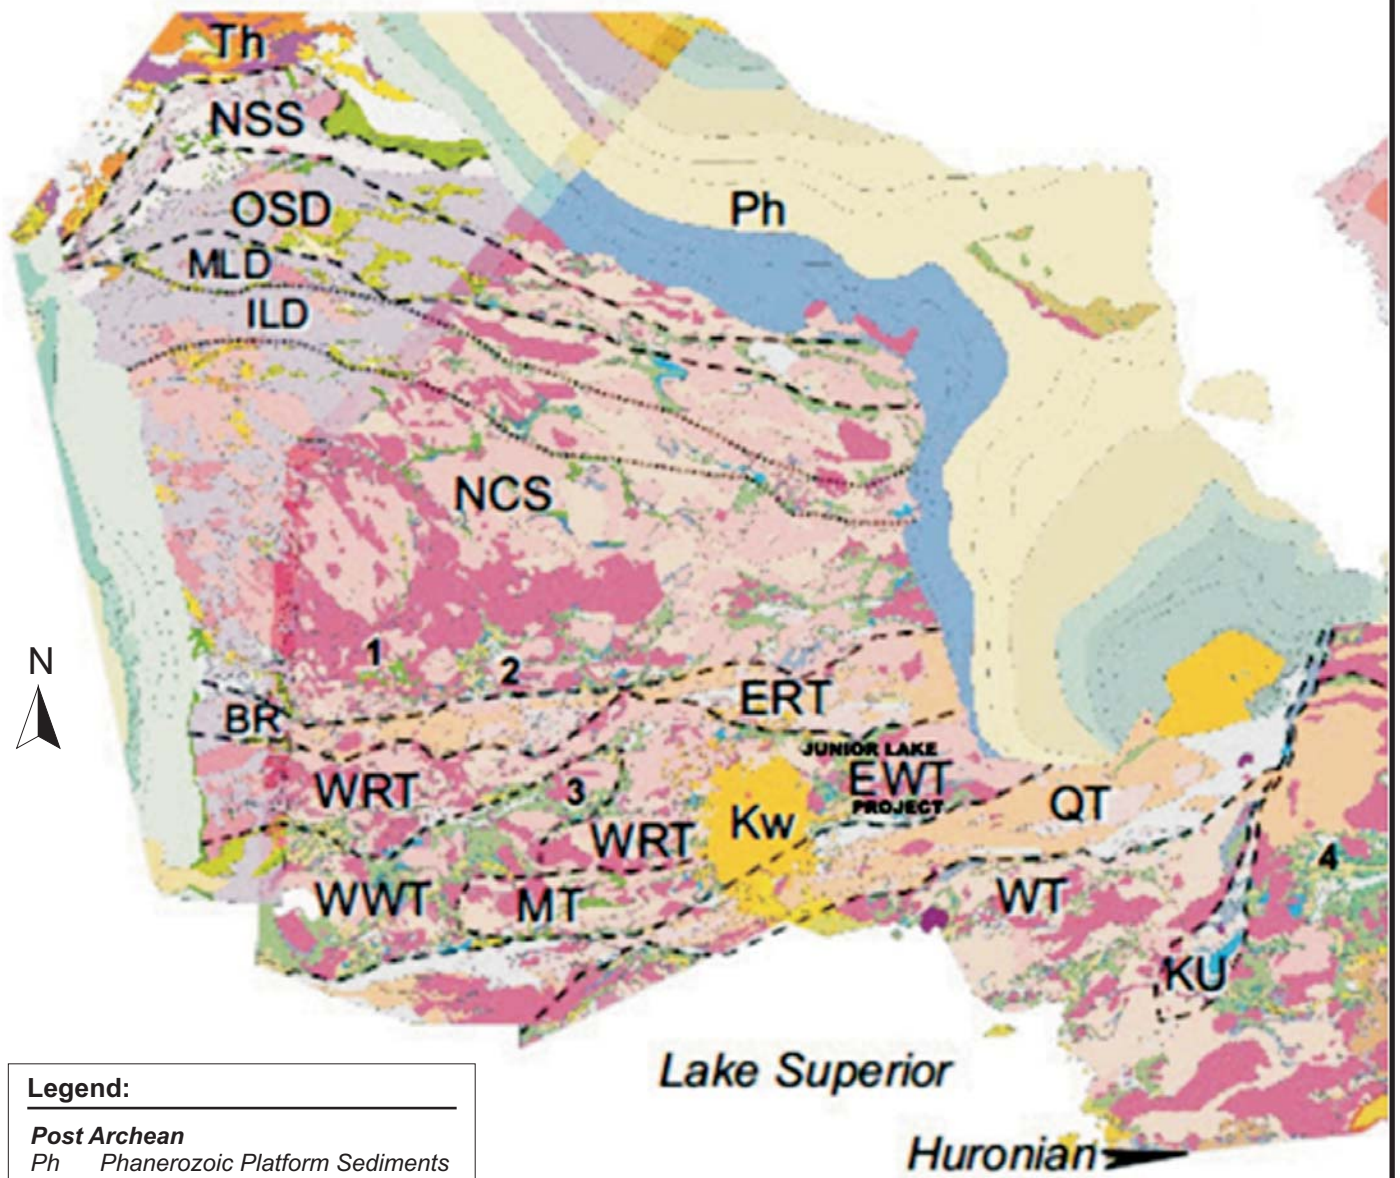 Th
NSS
OSD
Ph
MLD
ILD
NCS
1
2
N
BR
ERT
JUNIOR LAKE
EWT
PROJECT
WRT
3
QT
Kw
WRT
4
WWT
MT
WT
KU
Lake Superior
Huronian
Legend:
Post Archean
Ph Phanerozoic Platform Sediments